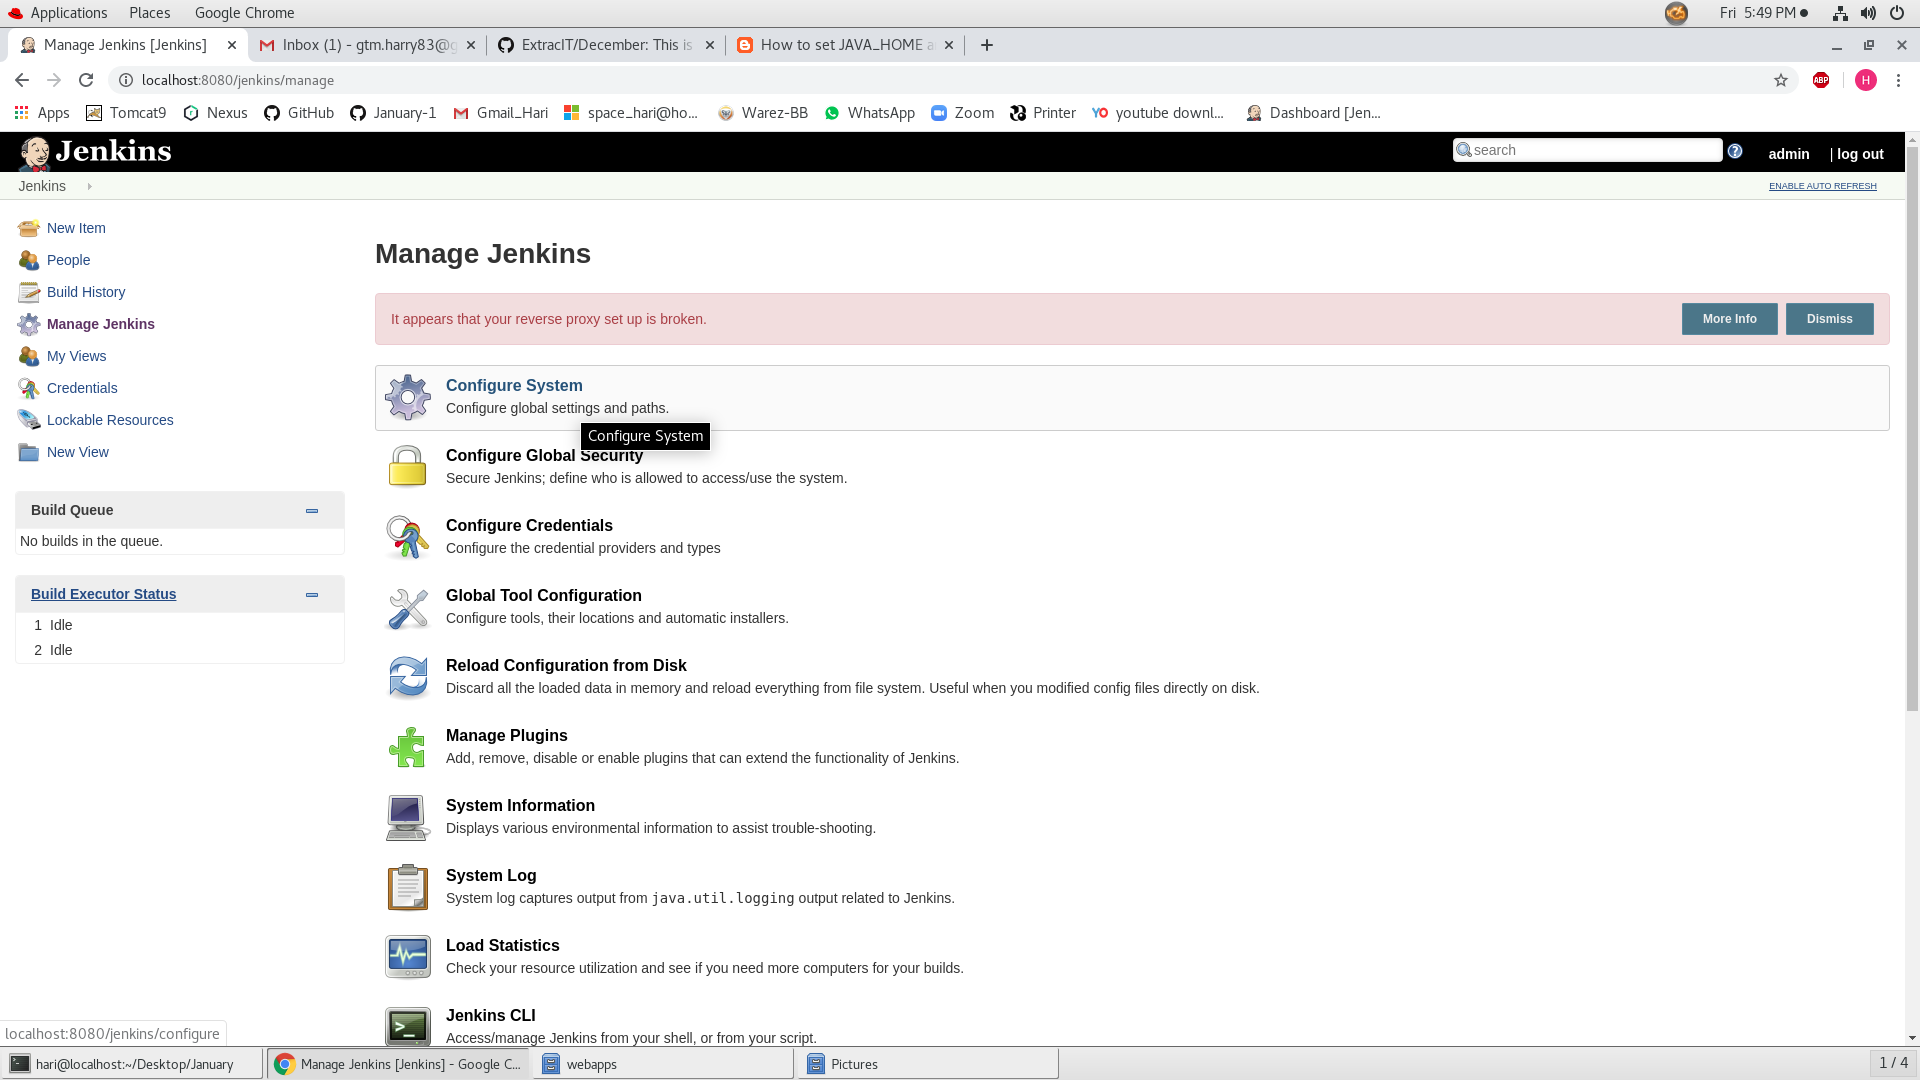 Applications Places Google Chrome Fri 5:49 PM
Manage Jenkins [Jenkins] Inbox (1) - gtm.harry83@g ExtracIT/December: This is How to set JAVA_HOME a
localhost:8080/jenkins/manage ABP H
Apps Tomcat9 Nexus GitHub January-1 Gmail_Hari space_hari@ho... Warez-BB WhatsApp Zoom Printer YO youtube downl... Dashboard [Jen...
Jenkins search admin | log out
Jenkins ENABLE AUTO REFRESH
New Item
People
Build History
Manage Jenkins
My Views
Credentials
Lockable Resources
New View
Build Queue
No builds in the queue.
Build Executor Status
1 Idle
2 Idle
Manage Jenkins
It appears that your reverse proxy set up is broken. More Info Dismiss
Configure System
Configure global settings and paths.
Configure System
Configure Global Security
Secure Jenkins; define who is allowed to access/use the system.
Configure Credentials
Configure the credential providers and types
Global Tool Configuration
Configure tools, their locations and automatic installers.
Reload Configuration from Disk
Discard all the loaded data in memory and reload everything from file system. Useful when you modified config files directly on disk.
Manage Plugins
Add, remove, disable or enable plugins that can extend the functionality of Jenkins.
System Information
Displays various environmental information to assist trouble-shooting.
System Log
System log captures output from java.util.logging output related to Jenkins.
Load Statistics
Check your resource utilization and see if you need more computers for your builds.
Jenkins CLI
Access/manage Jenkins from your shell, or from your script.
localhost:8080/jenkins/configure
hari@localhost:~/Desktop/January Manage Jenkins [Jenkins] - Google C... webapps Pictures 1 / 4